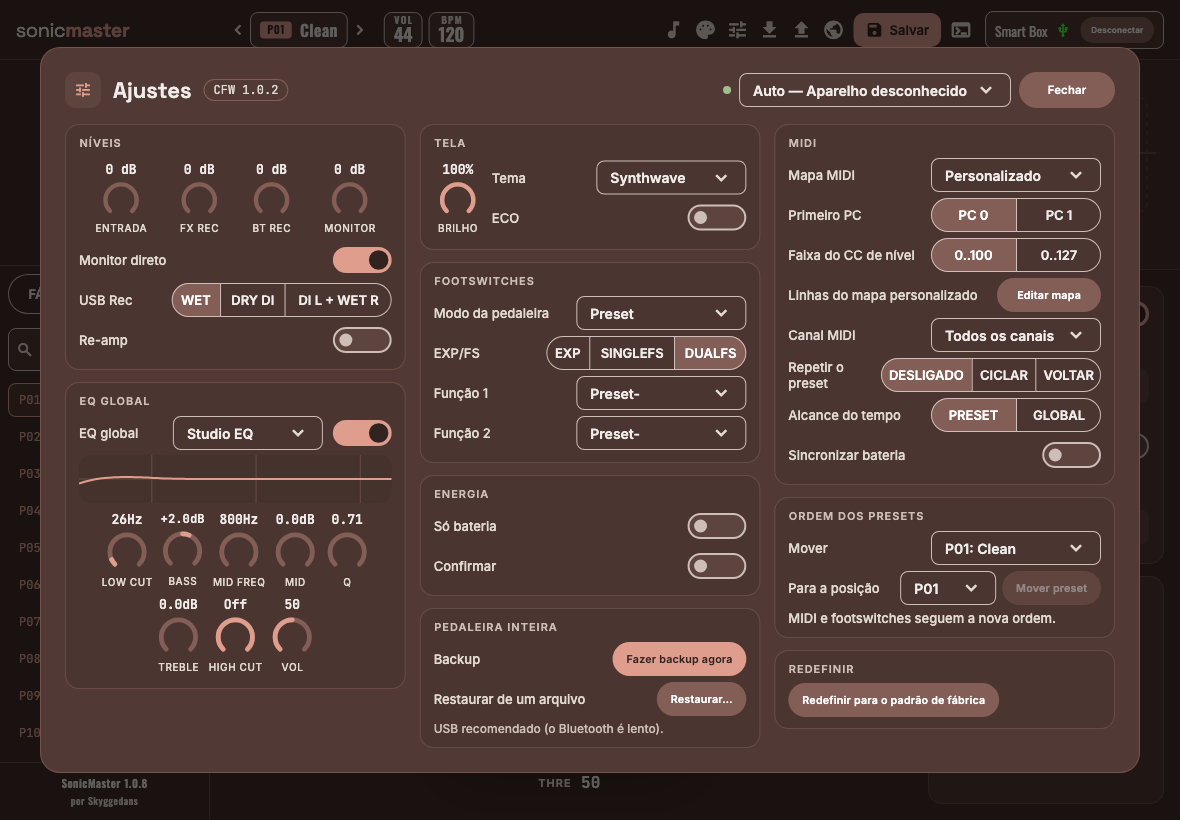 sonicmaster
P01 Clean
VOL
44
BPM
120
Salvar
Smart Box
Desconectar
Ajustes
CFW 1.0.2
Auto — Aparelho desconhecido
Fechar
NÍVEIS
0 dB 0 dB 0 dB 0 dB
ENTRADA FX REC BT REC MONITOR
Monitor direto
USB Rec WET DRY DI DI L + WET R
Re-amp
EQ GLOBAL
EQ global Studio EQ
26Hz +2.0dB 800Hz 0.0dB 0.71
LOW CUT BASS MID FREQ MID Q
0.0dB Off 50
TREBLE HIGH CUT VOL
TELA
100%
BRILHO
Tema Synthwave
ECO
FOOTSWITCHES
Modo da pedaleira Preset
EXP/FS EXP SINGLEFS DUALFS
Função 1 Preset-
Função 2 Preset-
ENERGIA
Só bateria
Confirmar
PEDALEIRA INTEIRA
Backup Fazer backup agora
Restaurar de um arquivo Restaurar...
USB recomendado (o Bluetooth é lento).
MIDI
Mapa MIDI Personalizado
Primeiro PC PC 0 PC 1
Faixa do CC de nível 0..100 0..127
Linhas do mapa personalizado Editar mapa
Canal MIDI Todos os canais
Repetir o
preset
DESLIGADO CICLAR VOLTAR
Alcance do tempo PRESET GLOBAL
Sincronizar bateria
ORDEM DOS PRESETS
Mover P01: Clean
Para a posição P01 Mover preset
MIDI e footswitches seguem a nova ordem.
REDEFINIR
Redefinir para o padrão de fábrica
P01
P02
P03
P04
P05
P06
P07
P08
P09
P10
SonicMaster 1.0.8
por Skyggedans
THRE 50